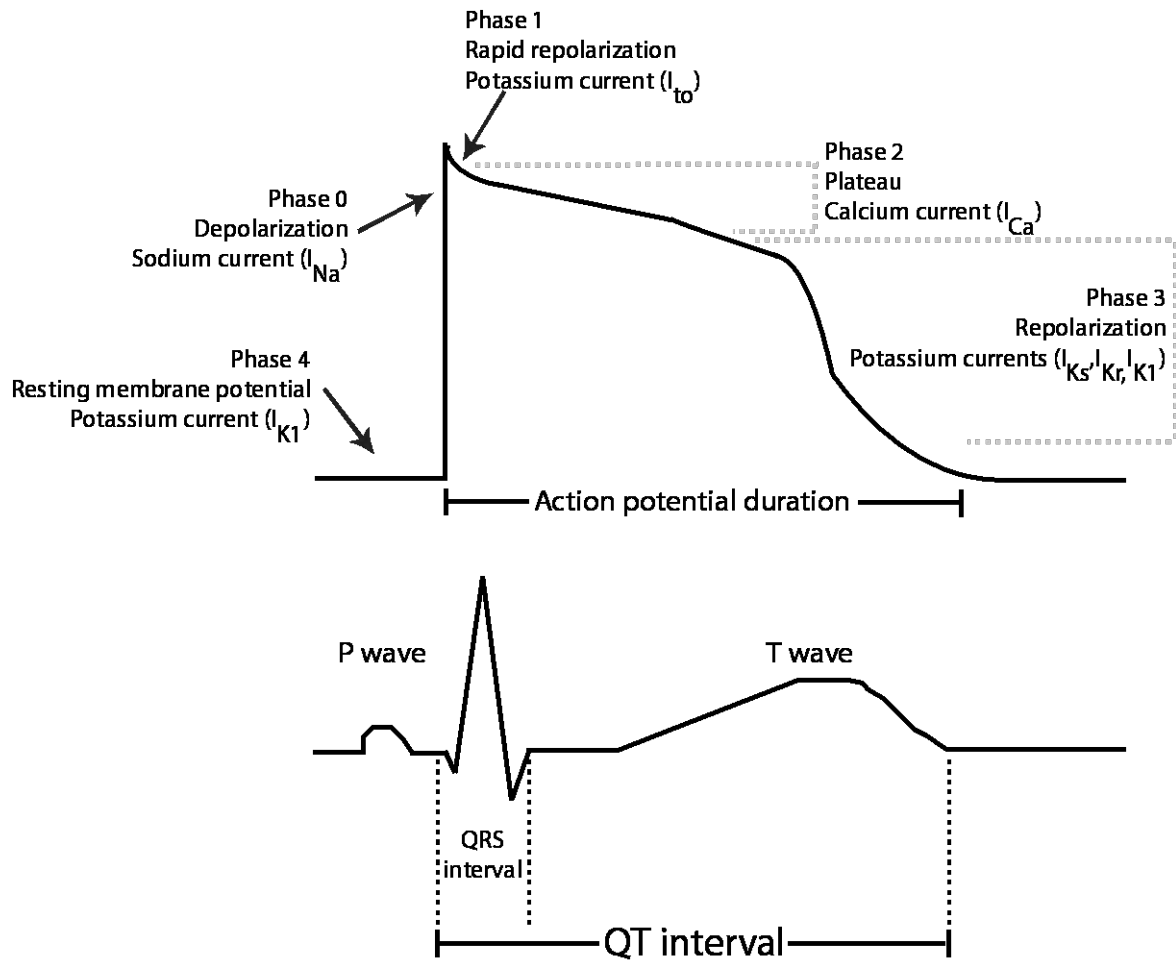 Phase 1
Rapid repolarization
Potassium current (Ito)
Phase 2
Plateau
Calcium current (ICa)
Phase 0
Depolarization
Sodium current (INa)
Phase 3
Repolarization
Potassium currents (IKs,IKr,IK1)
Phase 4
Resting membrane potential
Potassium current (IK1)
Action potential duration
P wave
T wave
QRS
interval
QT interval